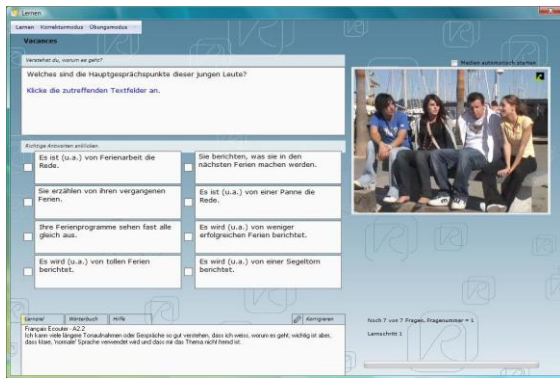 Lernen
Lernen Korrekturmodus Übungsmodus
Vacances
Verstehst du, worum es geht?
Medien automatisch starten
Welches sind die Hauptgesprächspunkte dieser jungen Leute?
Klicke die zutreffenden Textfelder an.
Richtige Antworten anklicken.
Es ist (u.a.) von Ferienarbeit die
Rede.
Sie berichten, was sie in den
nächsten Ferien machen werden.
Sie erzählen von ihren vergangenen
Ferien.
Es ist (u.a.) von einer Panne die
Rede.
Ihre Ferienprogramme sehen fast alle
gleich aus.
Es wird (u.a.) von weniger
erfolgreichen Ferien berichtet.
Es wird (u.a.) von tollen Ferien
berichtet.
Es wird (u.a.) von einer Segeltörn
berichtet.
Lernziel Wörterbuch Hilfe
Korrigieren
Français Ecouter - A2.2
Ich kann viele längere Tonaufnahmen oder Gespräche so gut verstehen, dass ich weiss, worum es geht, wichtig ist aber,
dass klare, 'normale' Sprache verwendet wird und dass mir das Thema nicht fremd ist.
Noch 7 von 7 Fragen, Fragenummer = 1
Lernschritt 1